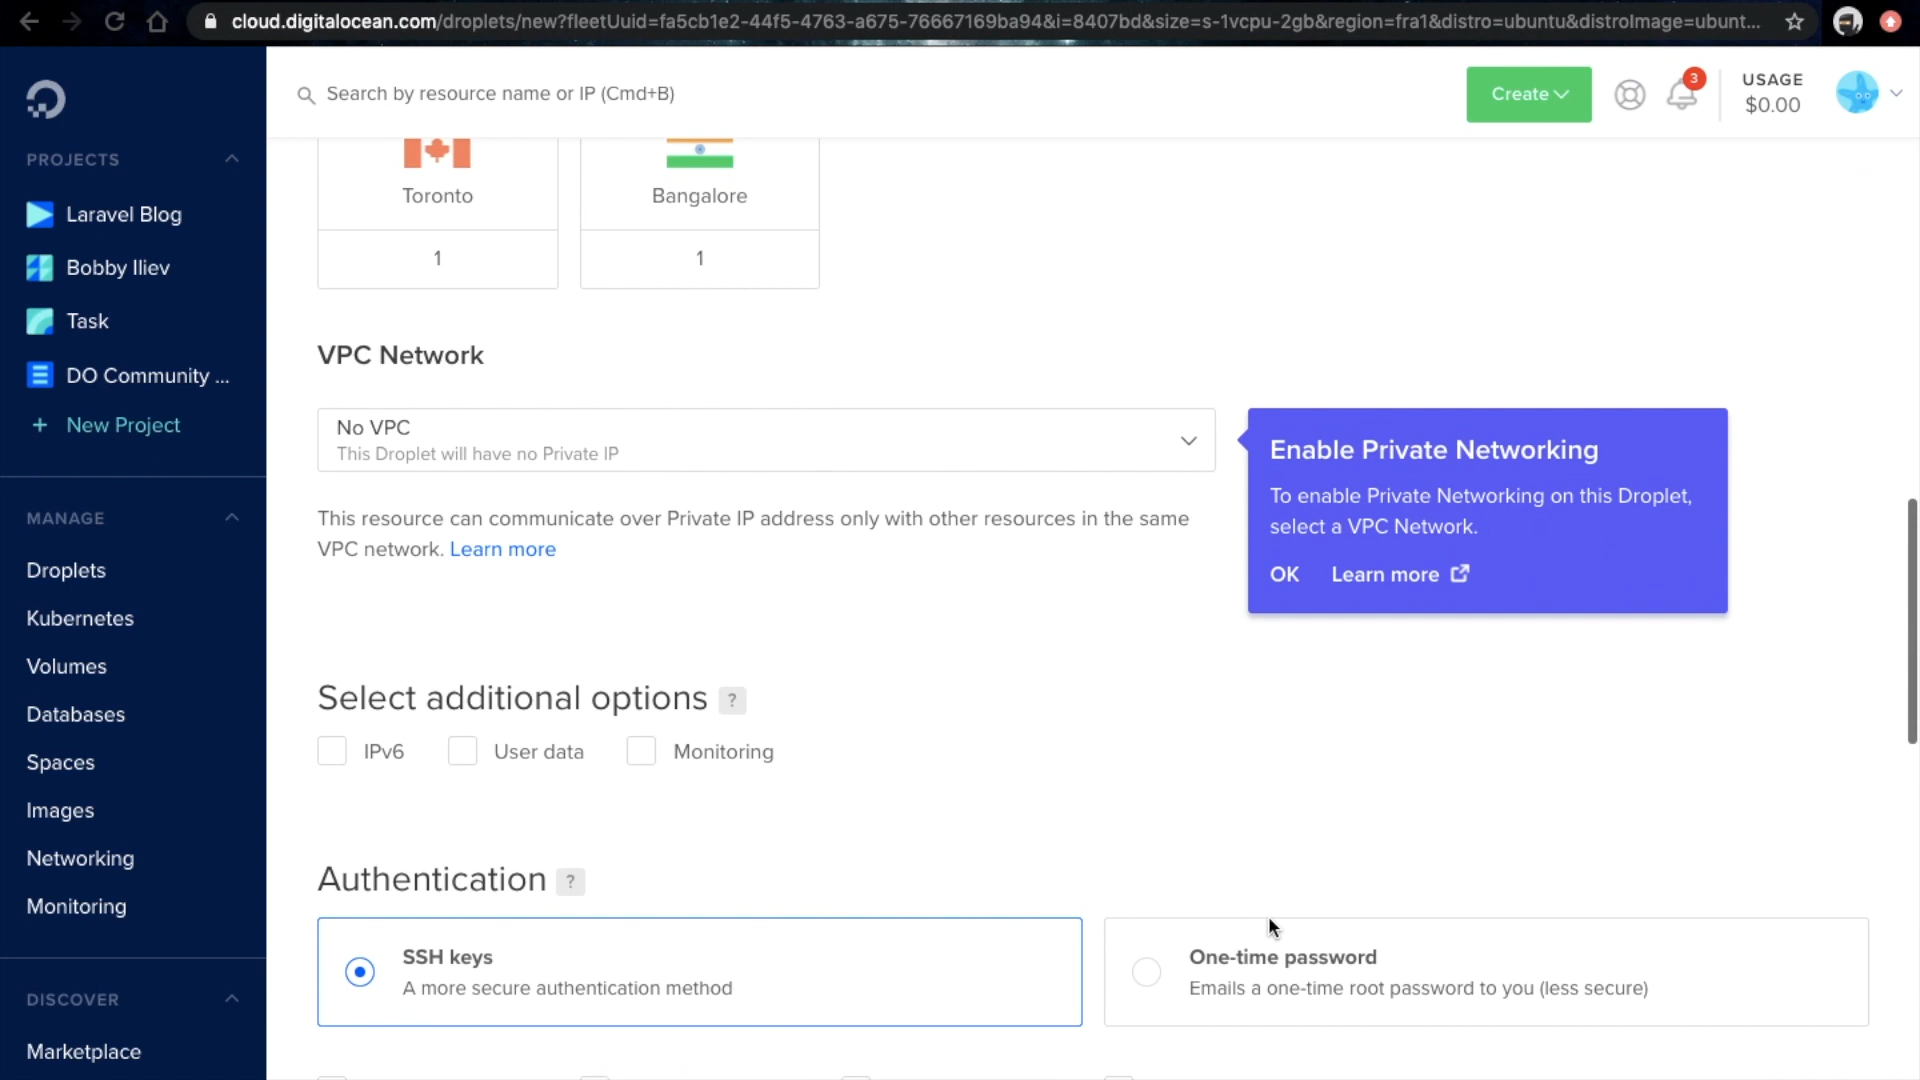 cloud.digitalocean.com/droplets/new?fleetUuid=fa5cb1e2-44f5-4763-a675-76667169ba94&i=8407bd&size=s-1vcpu-2gb&region=fra1&distro=ubuntu&distroImage=ubunt...
Search by resource name or IP (Cmd+B)
Create
3
USAGE
$0.00
PROJECTS
Laravel Blog
Bobby Iliev
Task
DO Community ...
+ New Project
MANAGE
Droplets
Kubernetes
Volumes
Databases
Spaces
Images
Networking
Monitoring
DISCOVER
Marketplace
Toronto
1
Bangalore
1
VPC Network
No VPC
This Droplet will have no Private IP
This resource can communicate over Private IP address only with other resources in the same
VPC network. Learn more
Enable Private Networking
To enable Private Networking on this Droplet,
select a VPC Network.
OK Learn more
Select additional options ?
IPv6 User data Monitoring
Authentication ?
SSH keys
A more secure authentication method
One-time password
Emails a one-time root password to you (less secure)